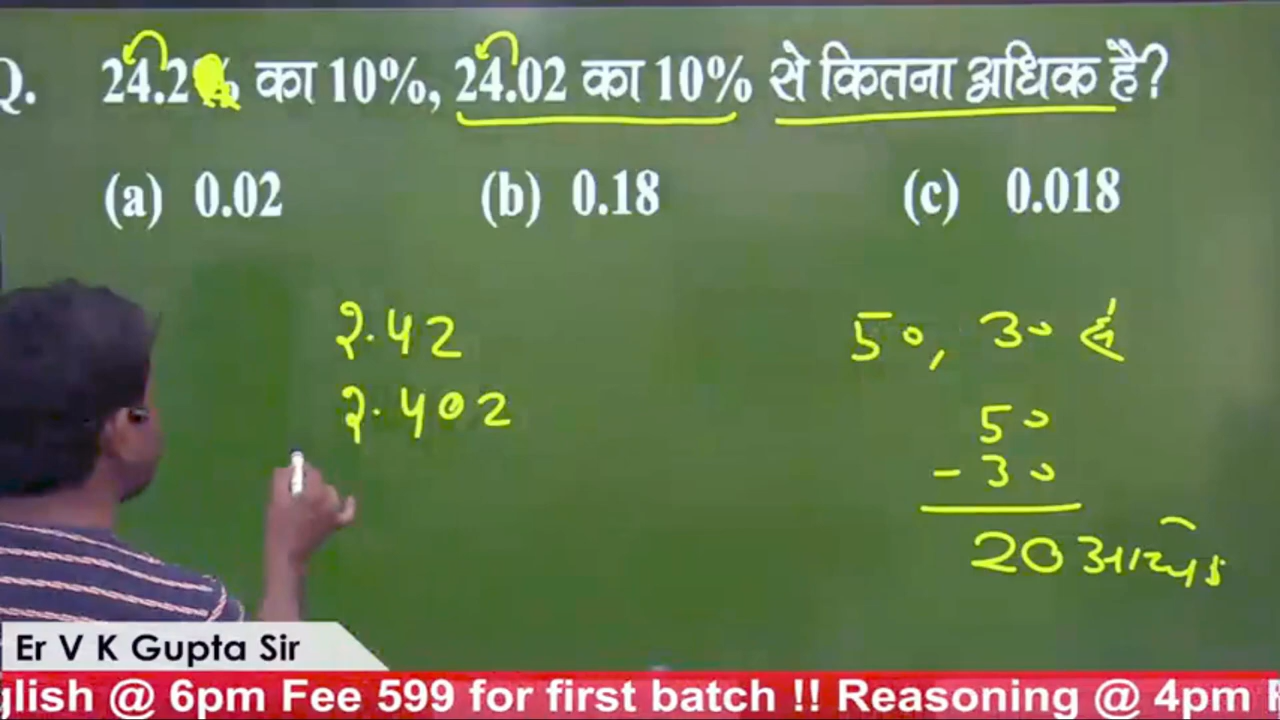 Q. 24.2 का 10%, 24.02 का 10% से कितना अधिक है?
(a) 0.02 (b) 0.18 (c) 0.018
2.42
2.402
50, 30 से
50
- 30
20
Er V K Gupta Sir
glish @ 6pm Fee 599 for first batch !! Reasoning @ 4pm F